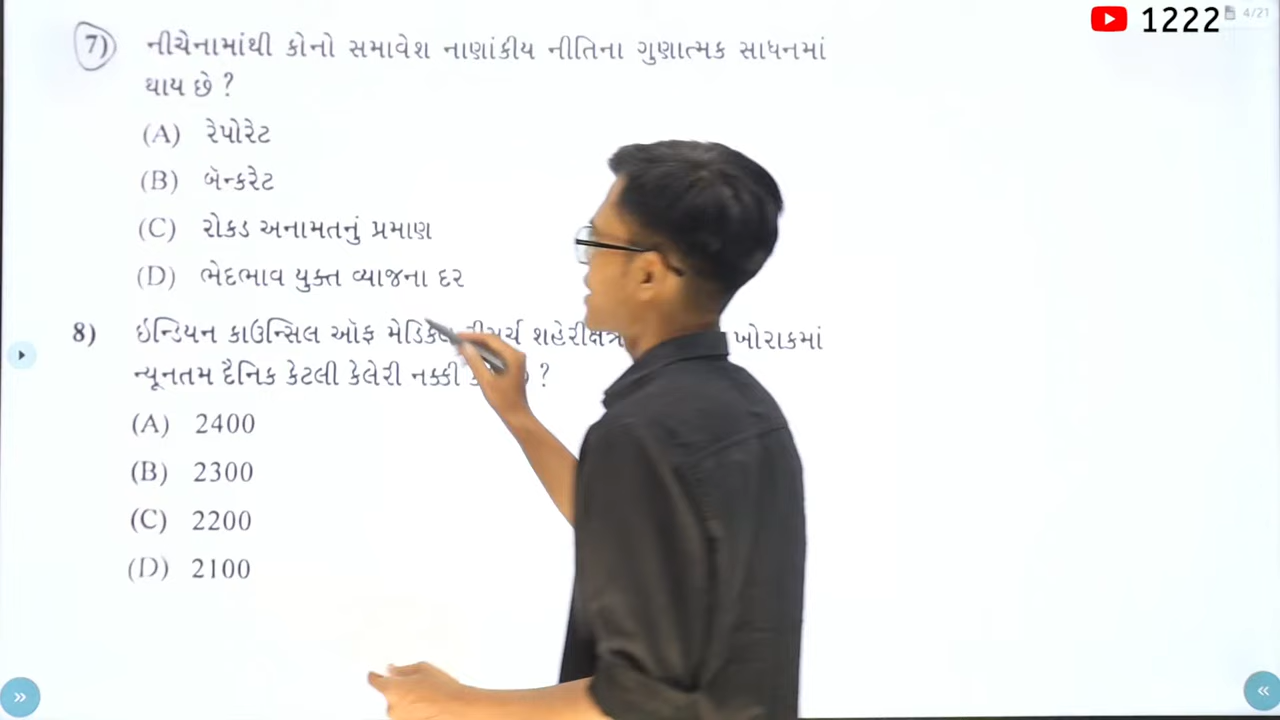 1222
4/21
7) નીચેનામાંથી કોનો સમાવેશ નાણાંકીય નીતિના ગુણાત્મક સાધનમાં
થાય છે ?
(A) રેપોરેટ
(B) બૅન્કરેટ
(C) રોકડ અનામતનું પ્રમાણ
(D) ભેદભાવ યુક્ત વ્યાજના દર
8) ઇન્ડિયન કાઉન્સિલ ઑફ મેડિકલ શહેરીક્ષેત્ર ખોરાકમાં
ન્યૂનતમ દૈનિક કેટલી કેલેરી નક્કી ?
(A) 2400
(B) 2300
(C) 2200
(D) 2100